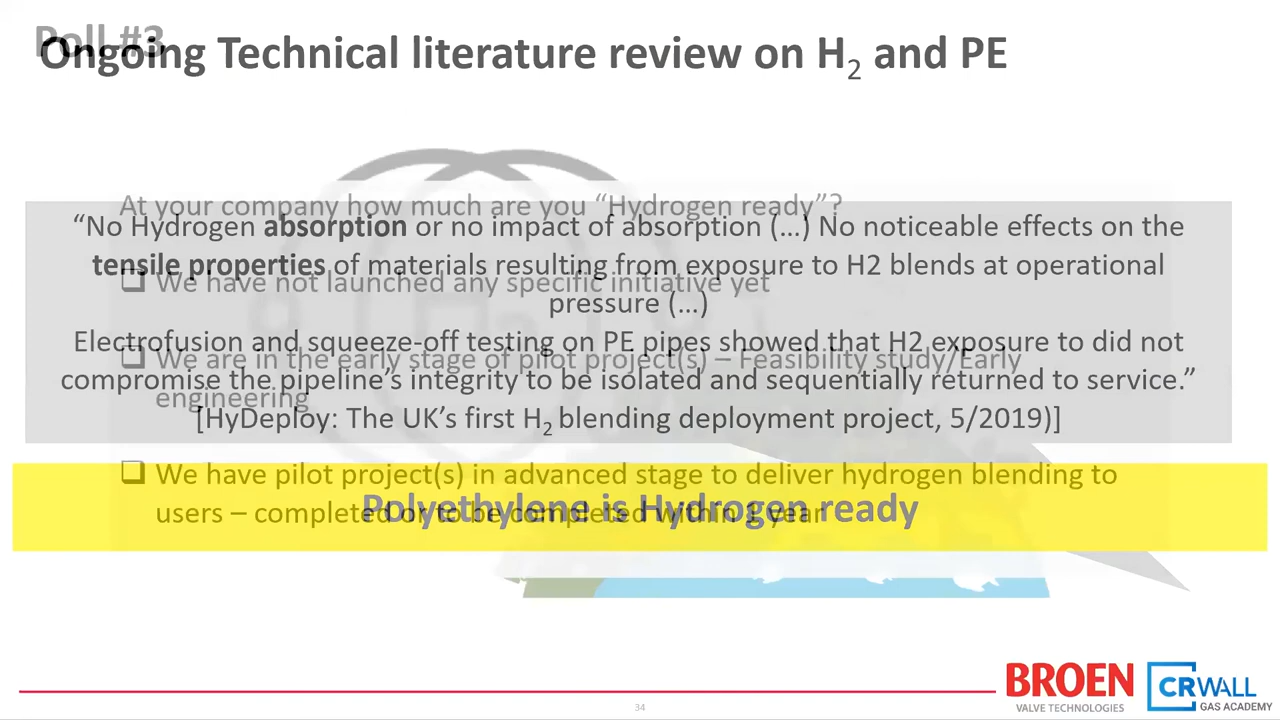 Poll #3
Ongoing Technical literature review on H2 and PE
At your company how much are you “Hydrogen ready”?
“No Hydrogen absorption or no impact of absorption (…) No noticeable effects on the
tensile properties of materials resulting from exposure to H2 blends at operational
pressure (…)
Electrofusion and squeeze-off testing on PE pipes showed that H2 exposure to did not
compromise the pipeline’s integrity to be isolated and sequentially returned to service.”
[HyDeploy: The UK’s first H2 blending deployment project, 5/2019)]
We have not launched any specific initiative yet
We are in the early stage of pilot project(s) – Feasibility study/Early
engineering
We have pilot project(s) in advanced stage to deliver hydrogen blending to
users – completed or to be completed within 1 year
Polyethylene is Hydrogen ready
34
BROEN
VALVE TECHNOLOGIES
CRWALL
GAS ACADEMY